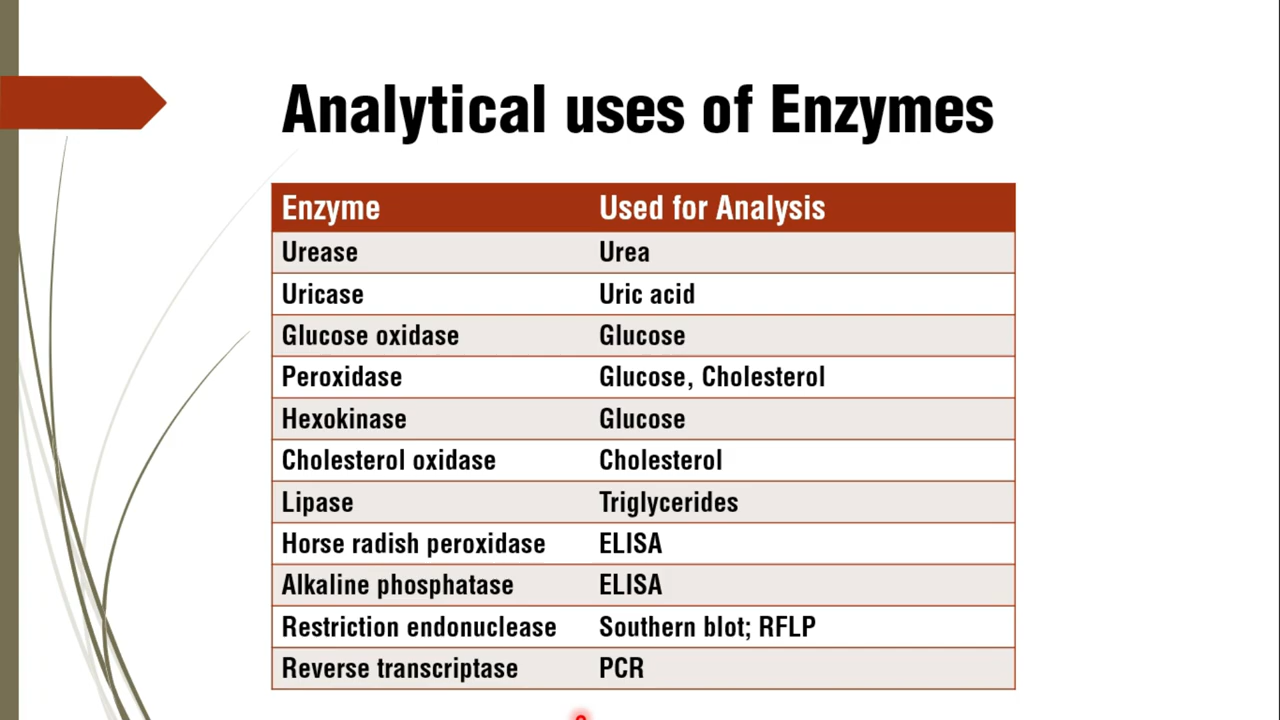 Analytical uses of Enzymes
Enzyme Used for Analysis
Urease Urea
Uricase Uric acid
Glucose oxidase Glucose
Peroxidase Glucose, Cholesterol
Hexokinase Glucose
Cholesterol oxidase Cholesterol
Lipase Triglycerides
Horse radish peroxidase ELISA
Alkaline phosphatase ELISA
Restriction endonuclease Southern blot; RFLP
Reverse transcriptase PCR